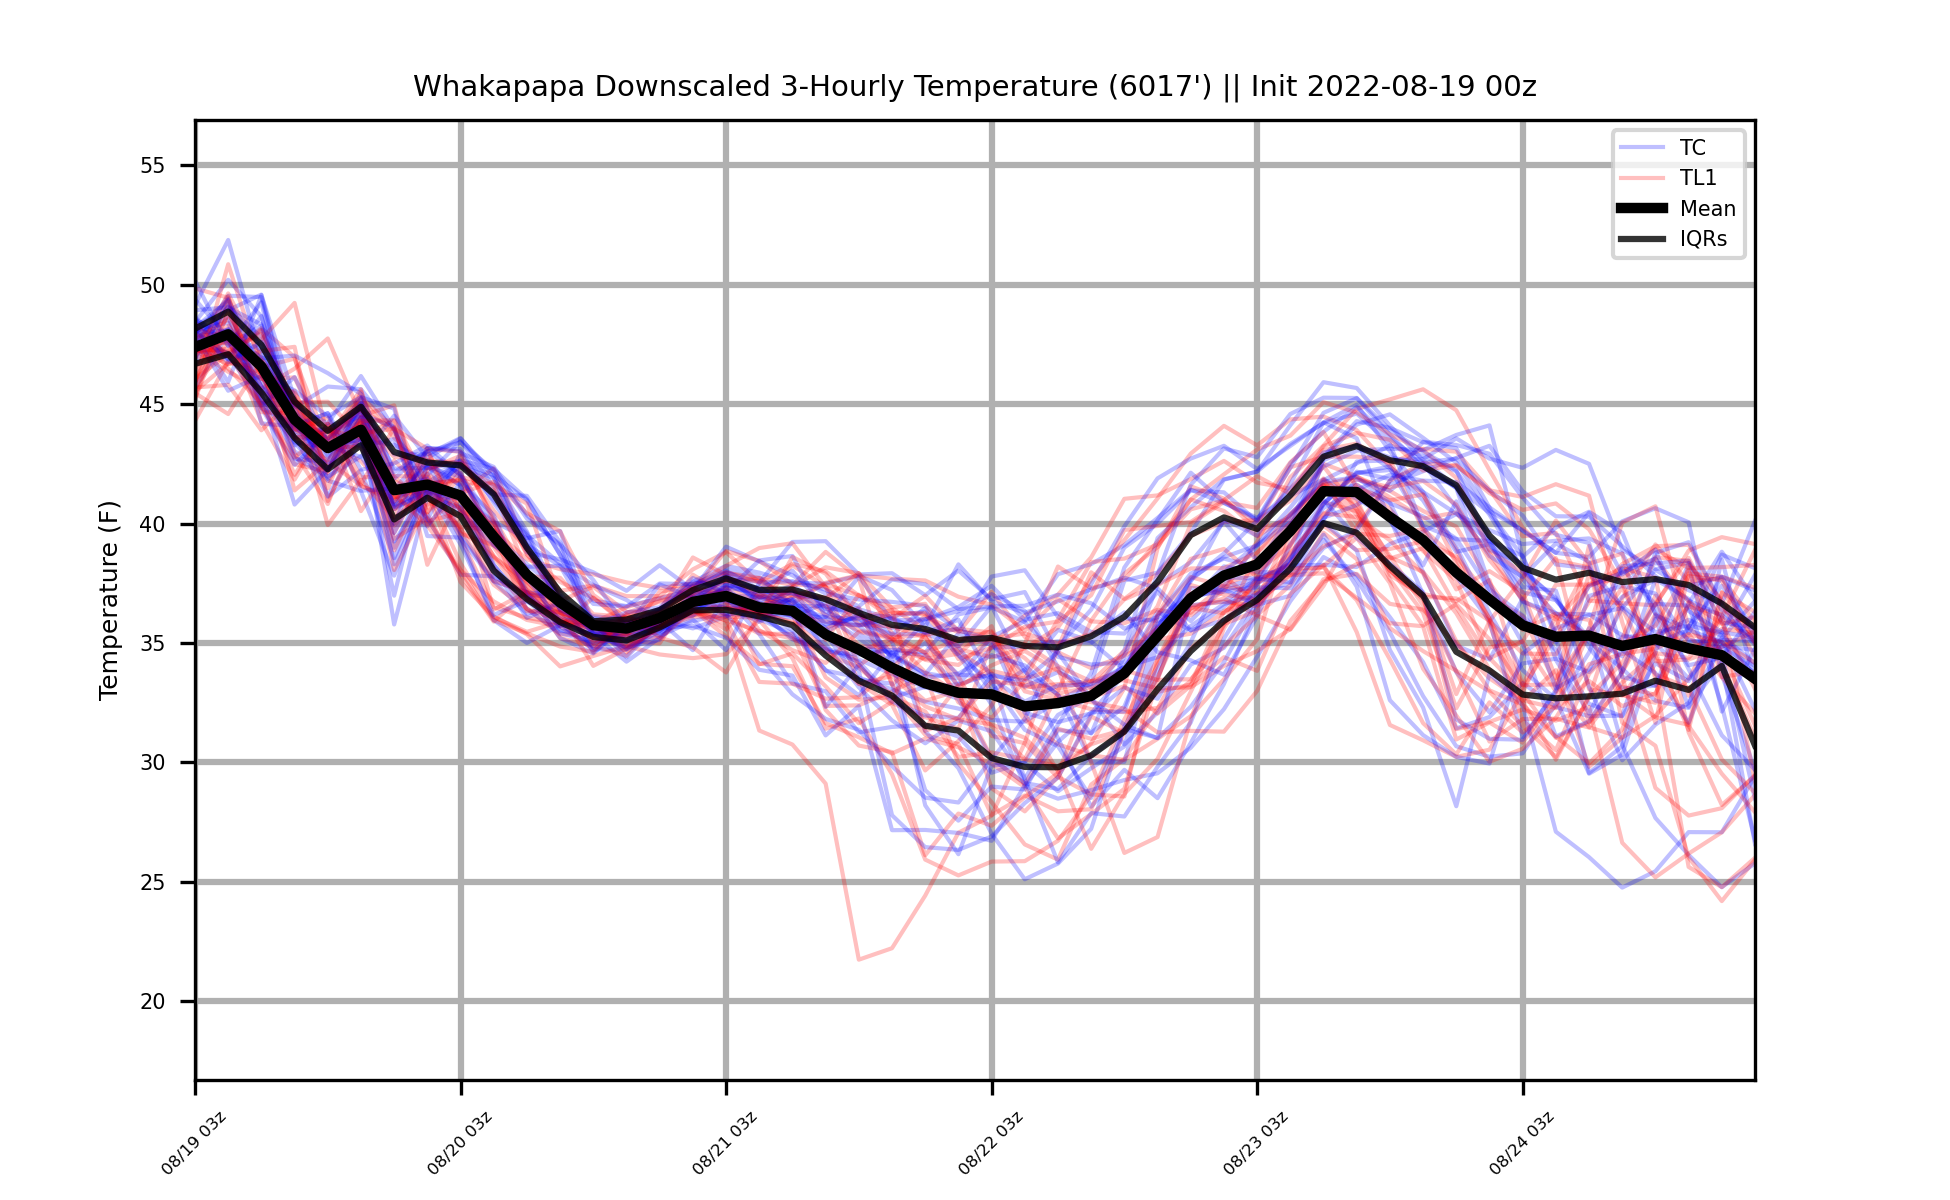 Whakapapa Downscaled 3-Hourly Temperature (6017') || Init 2022-08-19 00z
TC
TL1
Mean
IQRs
Temperature (F)
55
50
45
40
35
30
25
20
08/19 03z
08/20 03z
08/21 03z
08/22 03z
08/23 03z
08/24 03z